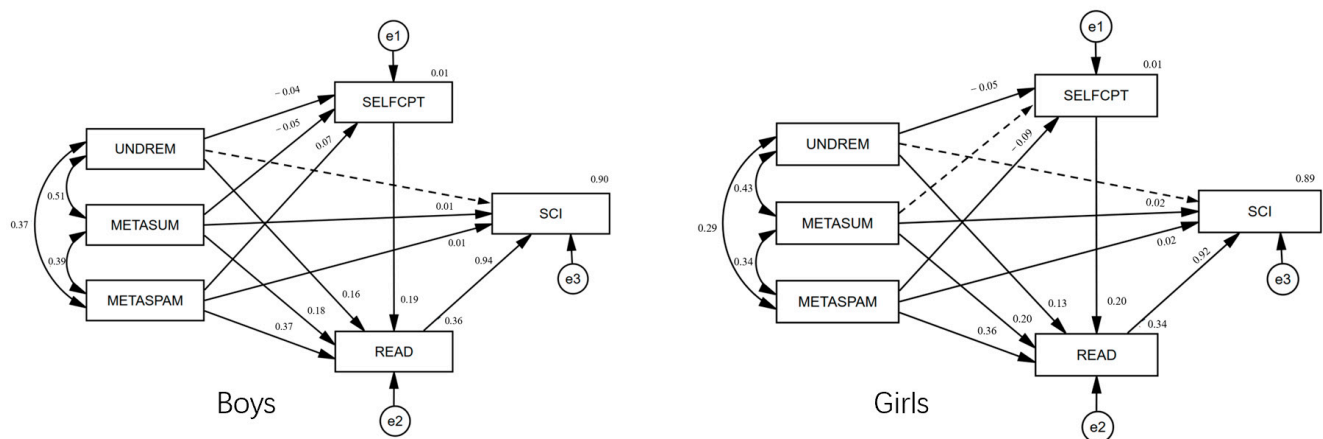 e1
0.01
SELFCPT
− 0.04
− 0.05
0.07
UNDREM
0.51
0.37
METASUM
0.39
METASPAM
0.90
SCI
0.01
0.01
0.94
e3
0.16
0.18
0.19
0.37
0.36
READ
e2
Boys
e1
0.01
SELFCPT
− 0.05
− 0.09
UNDREM
0.43
0.29
METASUM
0.34
METASPAM
0.89
SCI
0.02
0.02
0.92
e3
0.13
0.20
0.20
0.36
0.34
READ
e2
Girls